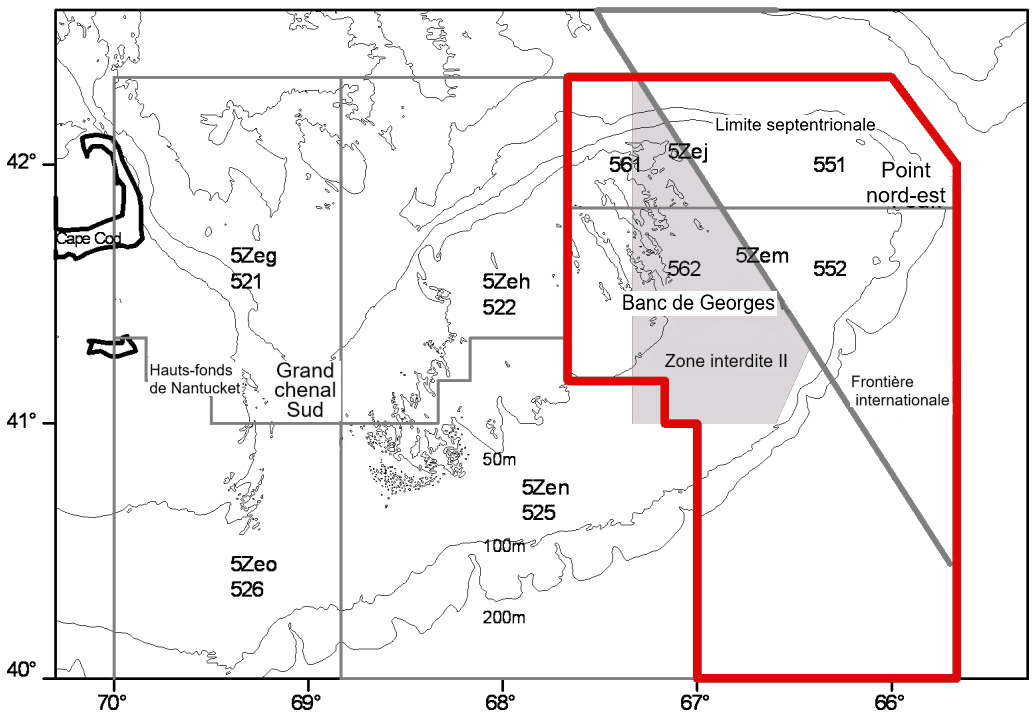 Limite septentrionale
42°
561
5Zej
551
Point
nord-est
Cape Cod
5Zeg
521
5Zeh
522
562
5Zem
552
Banc de Georges
Hauts-fonds
de Nantucket
Grand
chenal
Sud
Zone interdite II
Frontière
internationale
41°
50m
5Zen
525
100m
5Zeo
526
200m
40°
70°
69°
68°
67°
66°